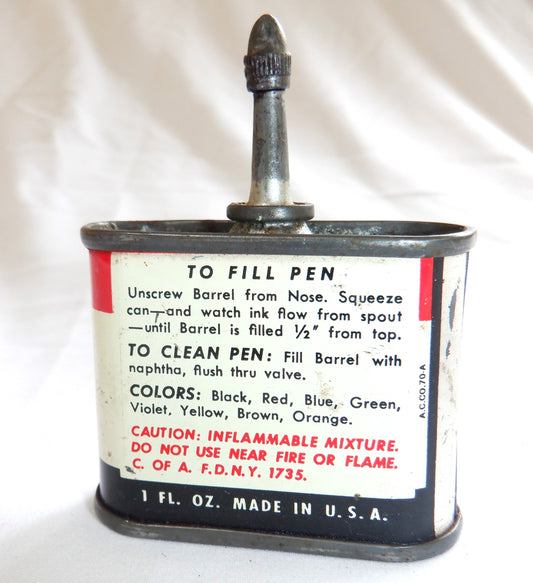 TO FILL PEN
Unscrew Barrel from Nose. Squeeze
can—and watch ink flow from spout
—until Barrel is filled ½" from top.
TO CLEAN PEN: Fill Barrel with
naphtha, flush thru valve.
COLORS: Black, Red, Blue, Green,
Violet, Yellow, Brown, Orange.
CAUTION: INFLAMMABLE MIXTURE.
DO NOT USE NEAR FIRE OR FLAME.
C. OF A. F.D.N.Y. 1735.
1 FL. OZ. MADE IN U.S.A.
A.C.CO.70-A